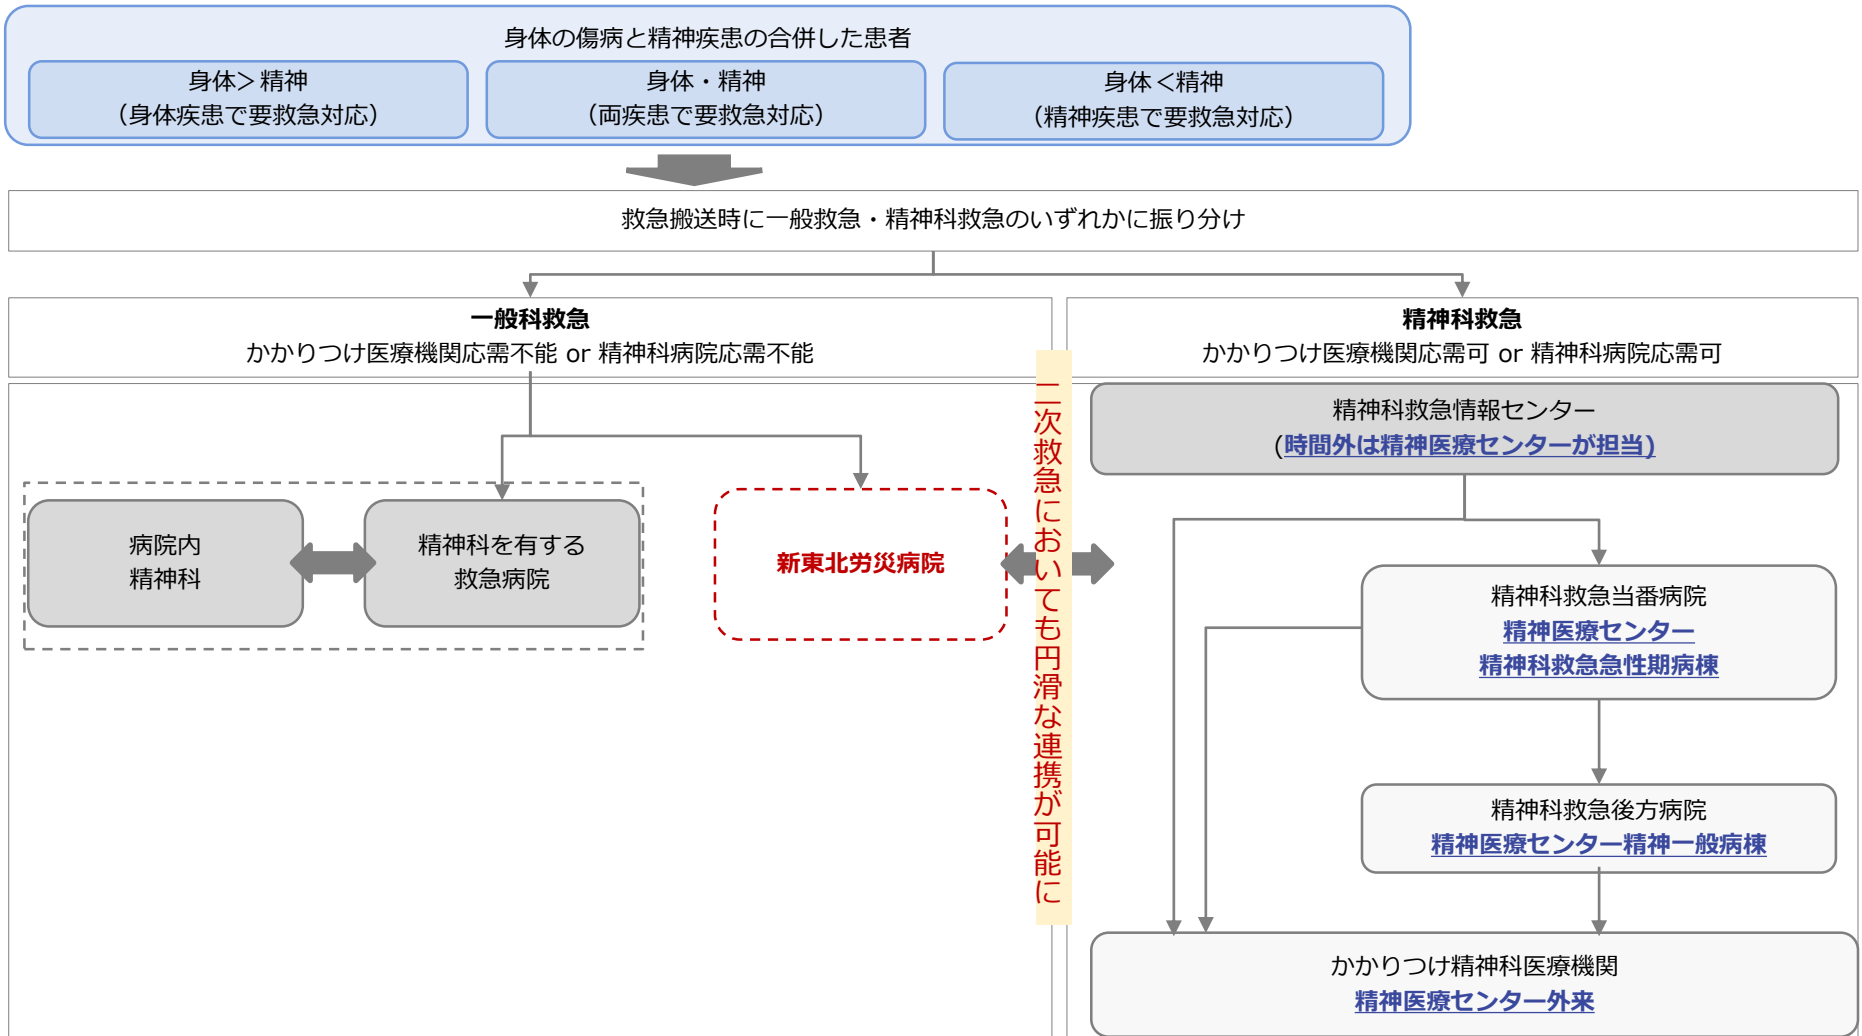 身体の傷病と精神疾患の合併した患者
身体＞精神
（身体疾患で要救急対応）
身体・精神
（両疾患で要救急対応）
身体＜精神
（精神疾患で要救急対応）
救急搬送時に一般救急・精神科救急のいずれかに振り分け
一般科救急
かかりつけ医療機関応需不能 or 精神科病院応需不能
精神科救急
かかりつけ医療機関応需可 or 精神科病院応需可
病院内
精神科
精神科を有する
救急病院
新東北労災病院
二次救急においても円滑な連携が可能に
精神科救急情報センター
(時間外は精神医療センターが担当)
精神科救急当番病院
精神医療センター
精神科救急急性期病棟
精神科救急後方病院
精神医療センター精神一般病棟
かかりつけ精神科医療機関
精神医療センター外来